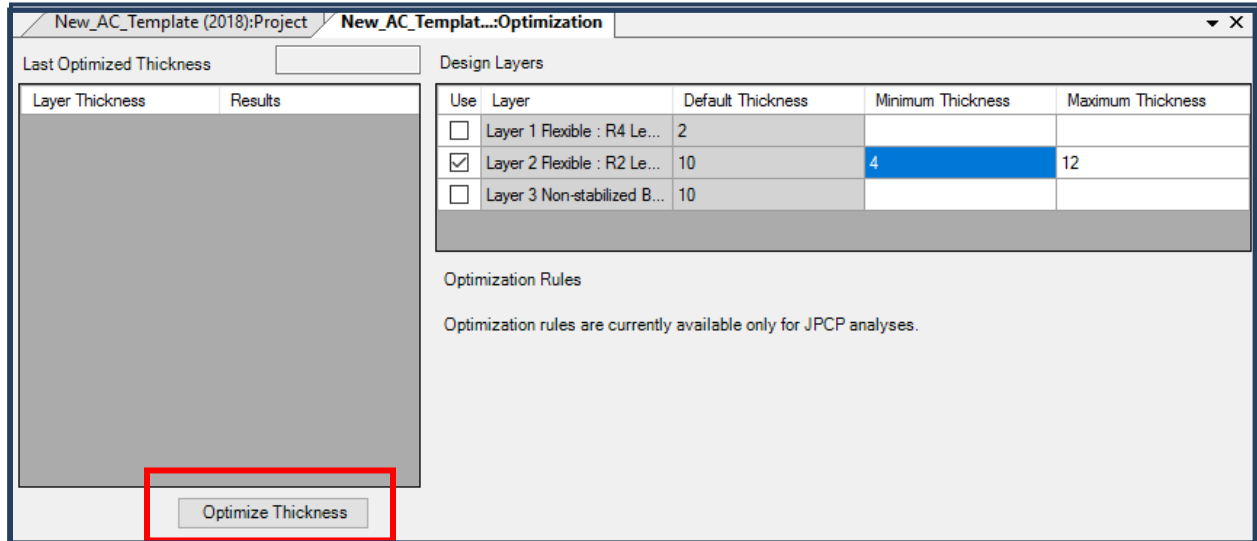 New_AC_Template (2018):Project New_AC_Templat...:Optimization
Last Optimized Thickness
Layer Thickness Results
Optimize Thickness
Design Layers
Use Layer Default Thickness Minimum Thickness Maximum Thickness
Layer 1 Flexible : R4 Le... 2
Layer 2 Flexible : R2 Le... 10 4 12
Layer 3 Non-stabilized B... 10
Optimization Rules
Optimization rules are currently available only for JPCP analyses.